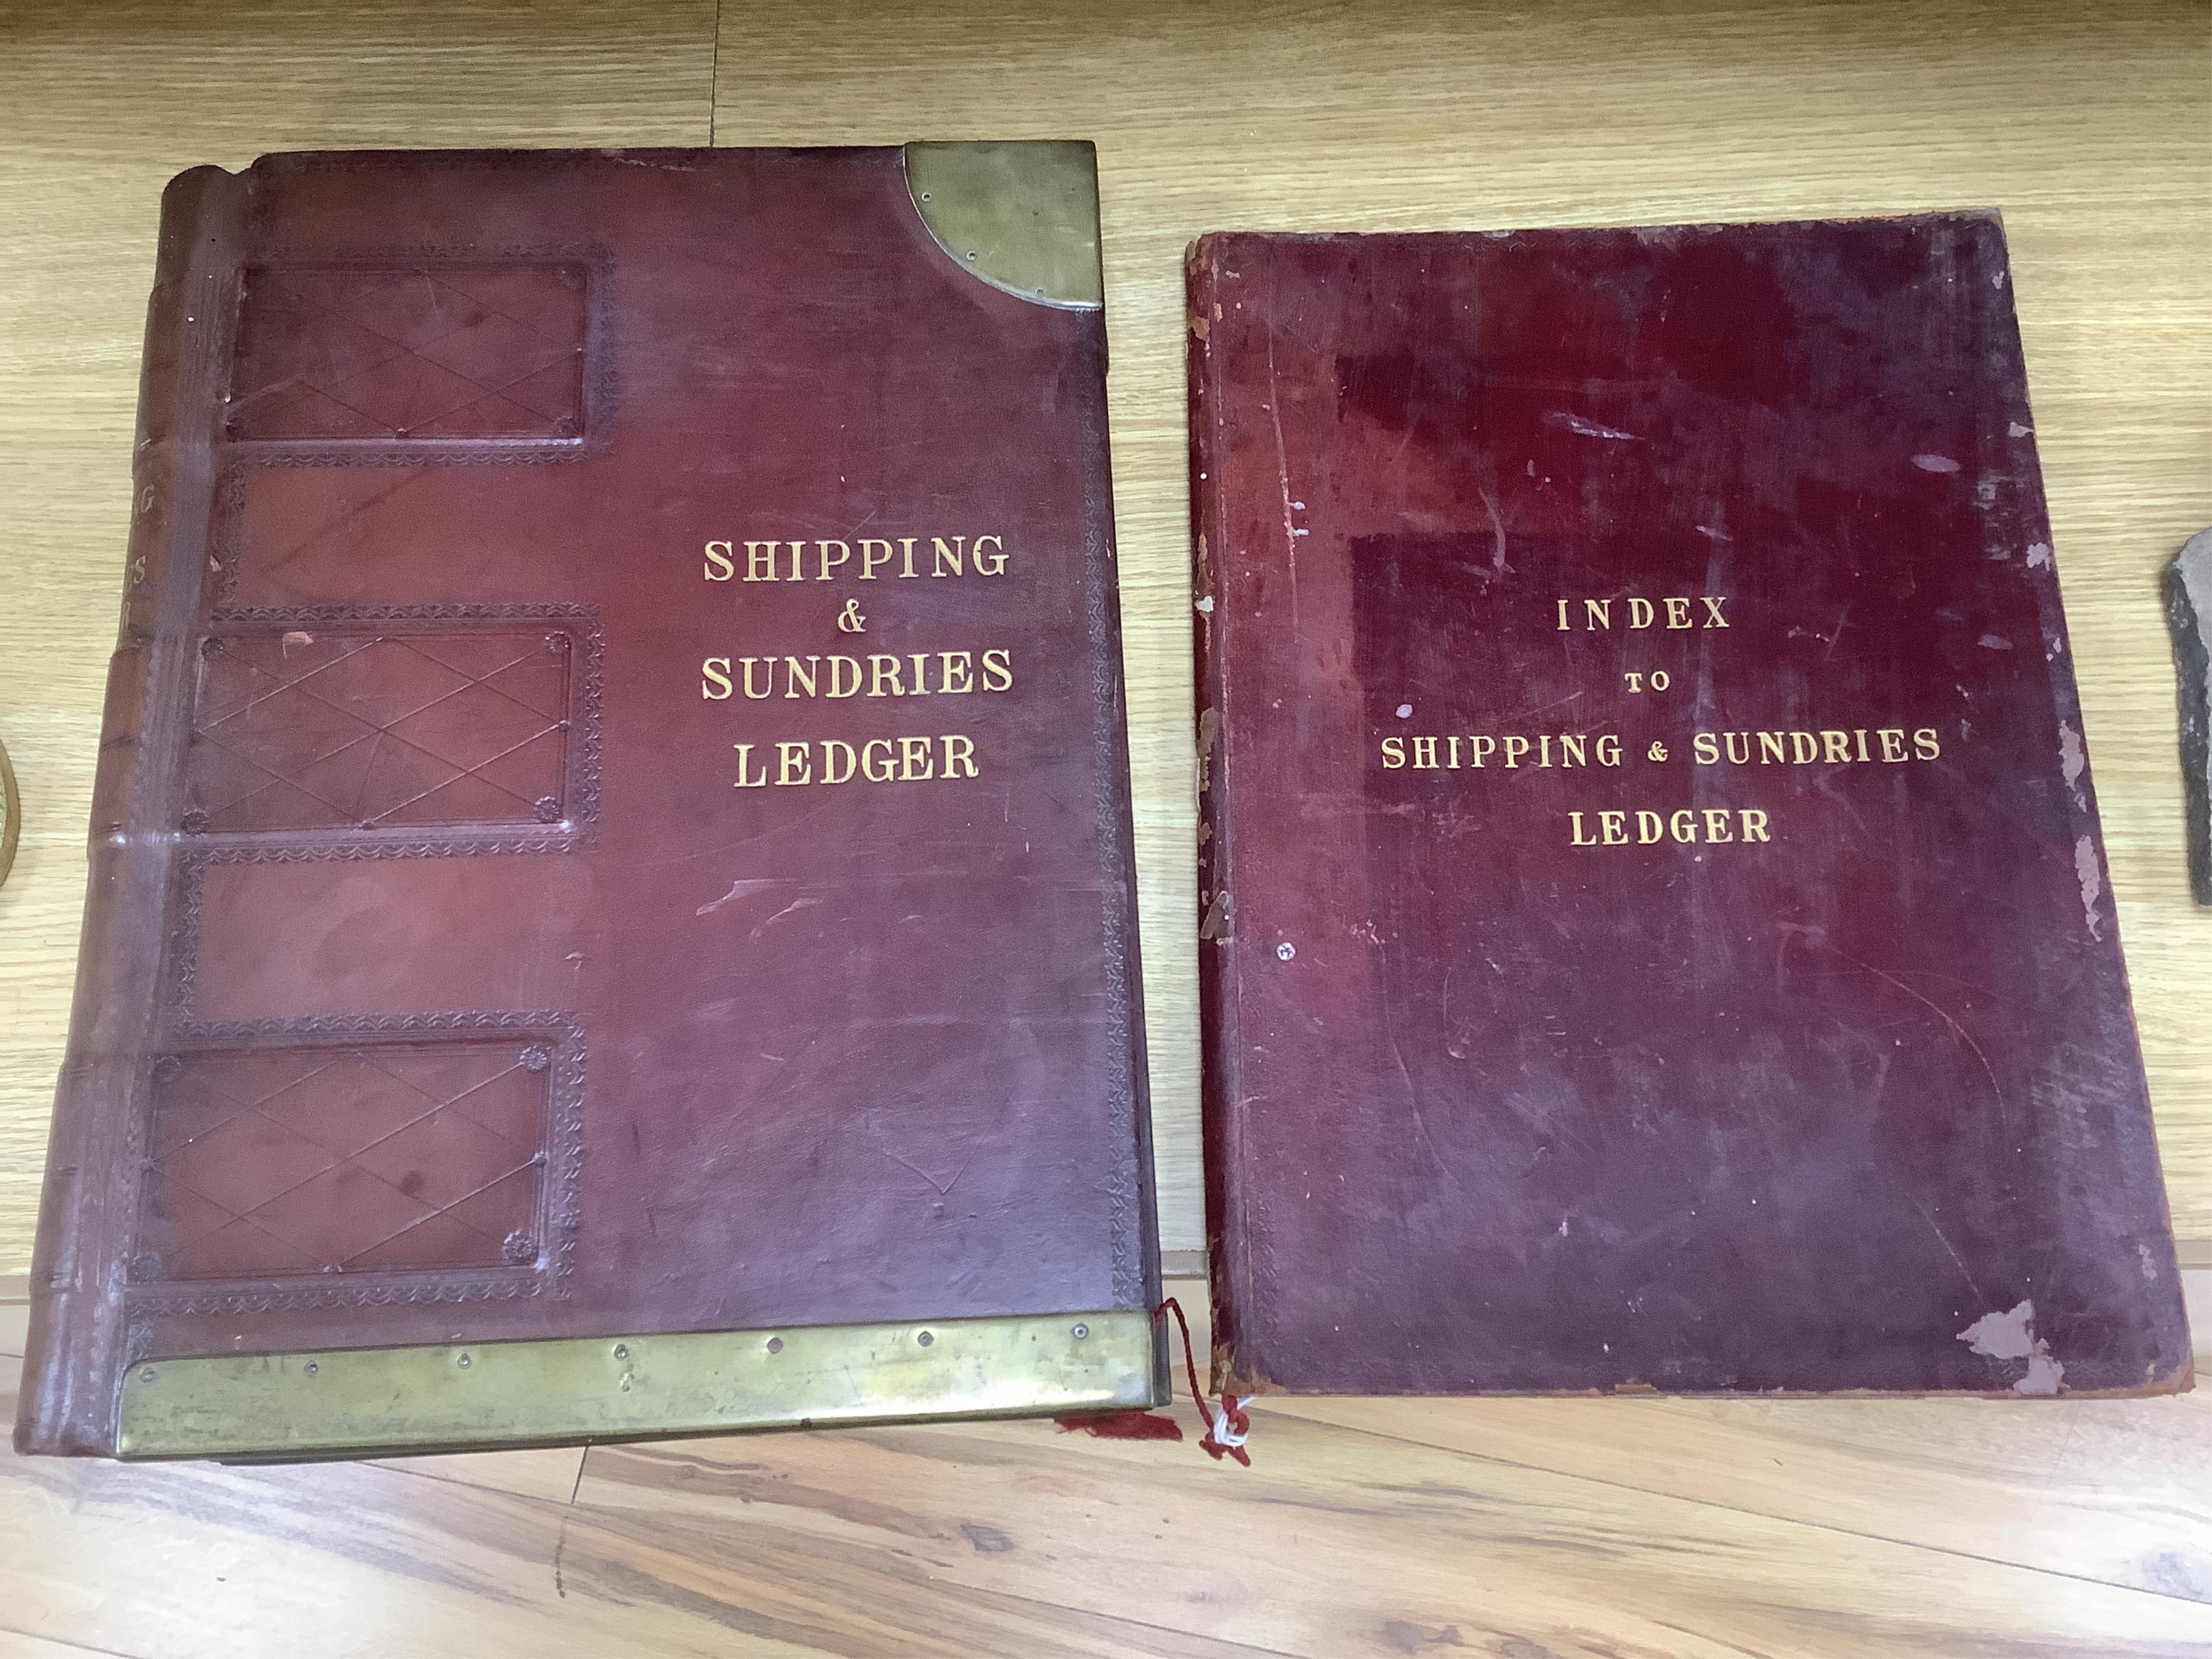 SHIPPING
&
SUNDRIES
LEDGER
INDEX
TO
SHIPPING & SUNDRIES
LEDGER